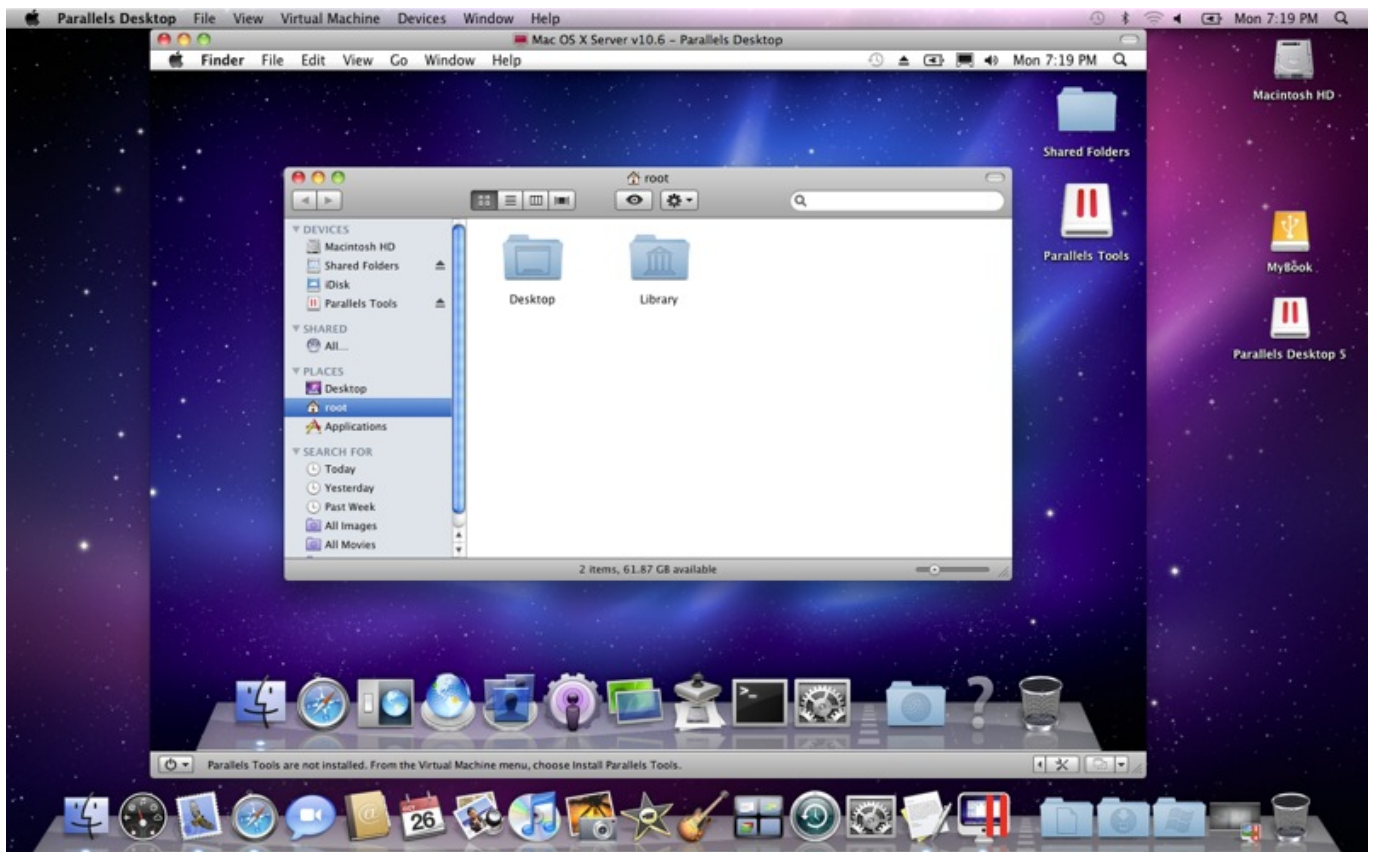 Parallels Desktop File View Virtual Machine Devices Window Help Mon 7:19 PM
Mac OS X Server v10.6 – Parallels Desktop
Finder File Edit View Go Window Help Mon 7:19 PM
Macintosh HD
Shared Folders
Parallels Tools
MyBook
Parallels Desktop 5
root
DEVICES
Macintosh HD
Shared Folders
iDisk
Parallels Tools
SHARED
All...
PLACES
Desktop
root
Applications
SEARCH FOR
Today
Yesterday
Past Week
All Images
All Movies
Desktop
Library
2 items, 61.87 GB available
Parallels Tools are not installed. From the Virtual Machine menu, choose Install Parallels Tools.
OCT
26